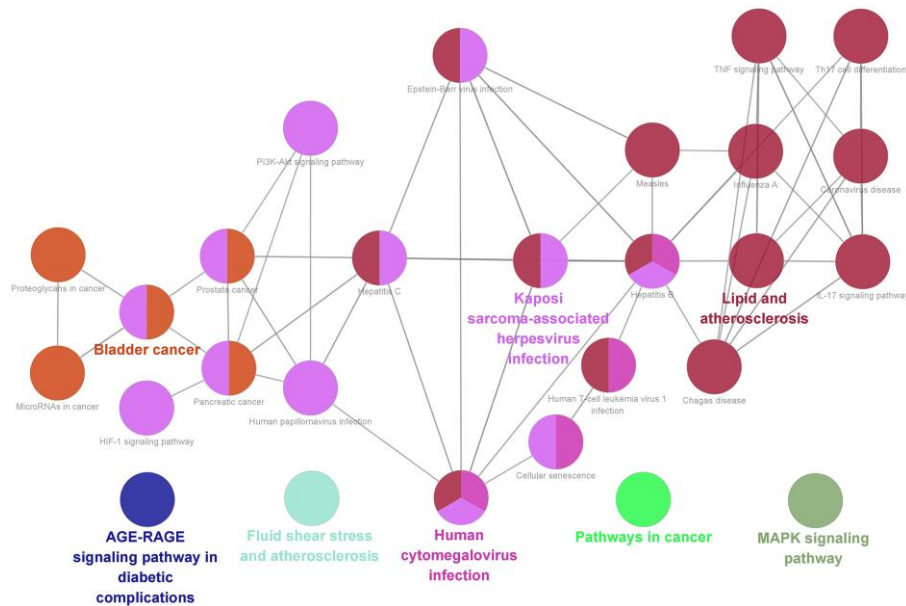 TNF signaling pathway
Th17 cell differentiation
Epstein-Barr virus infection
PI3K-Akt signaling pathway
Measles
Influenza A
Coronavirus disease
Proteoglycans in cancer
Prostate cancer
Hepatitis C
Kaposi
sarcoma-associated
herpesvirus
infection
Hepatitis B
Lipid and
atherosclerosis
IL-17 signaling pathway
Bladder cancer
MicroRNAs in cancer
HIF-1 signaling pathway
Pancreatic cancer
Human papillomavirus infection
Human T-cell leukemia virus 1
infection
Chagas disease
Cellular senescence
AGE-RAGE
signaling pathway in
diabetic
complications
Fluid shear stress
and atherosclerosis
Human
cytomegalovirus
infection
Pathways in cancer
MAPK signaling
pathway